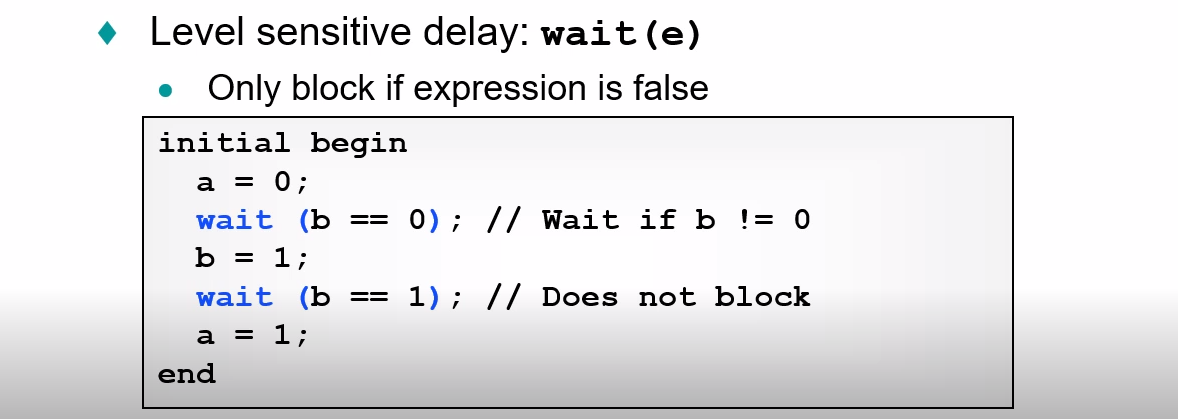 Level sensitive delay: wait(e)
Only block if expression is false
initial begin
a = 0;
wait (b == 0); // Wait if b != 0
b = 1;
wait (b == 1); // Does not block
a = 1;
end